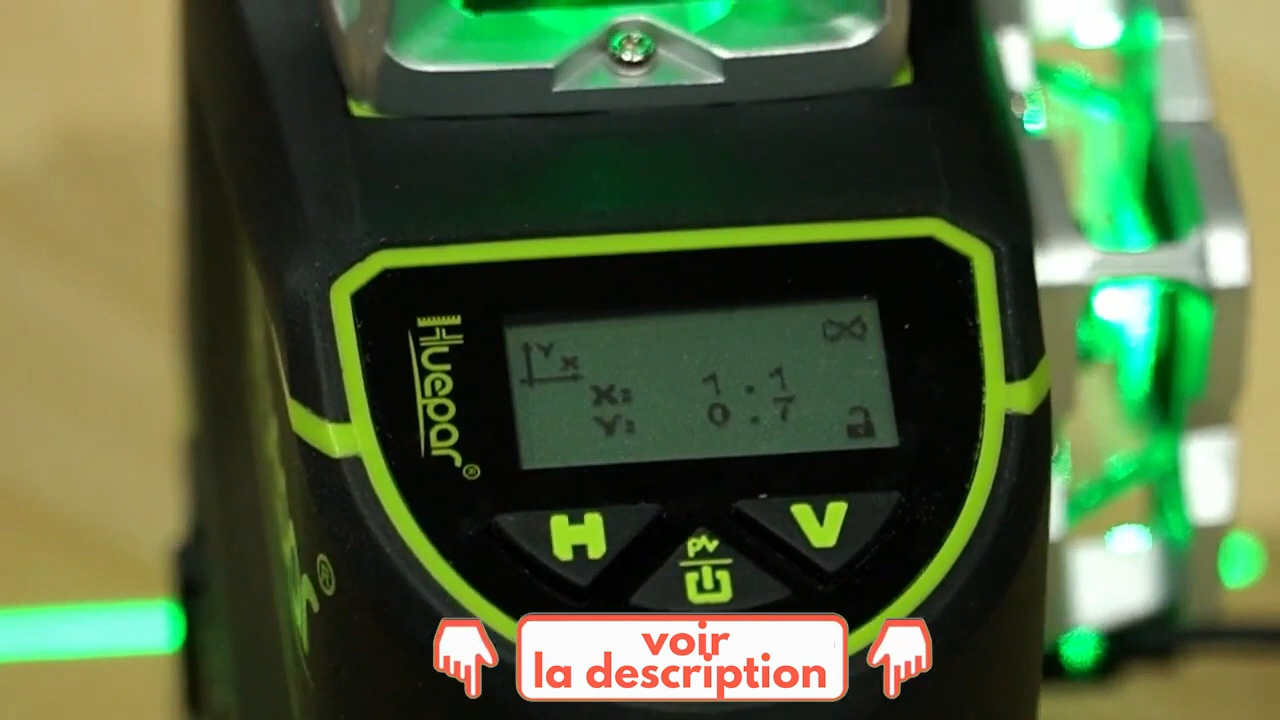 Huepar®
Y
X
X: 1.1
Y: 0.7
H
V
®
voir
la description